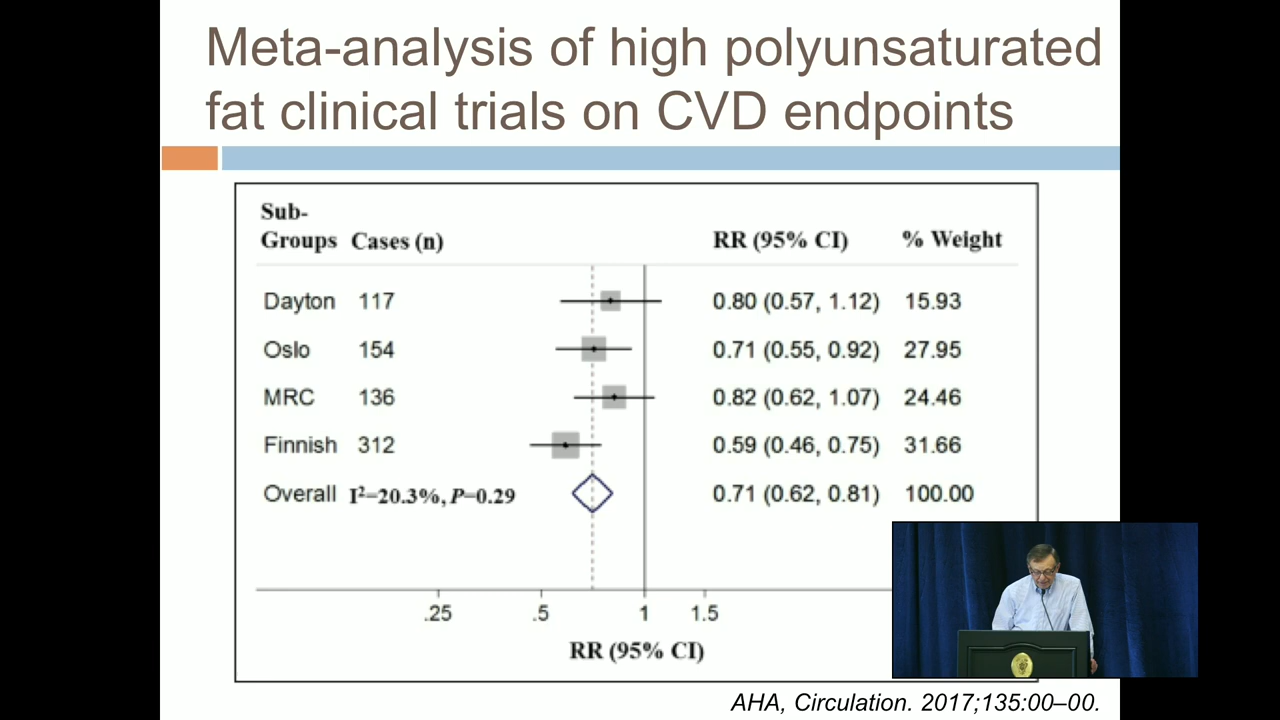 Meta-analysis of high polyunsaturated
fat clinical trials on CVD endpoints
Sub-
Groups Cases (n) RR (95% CI) % Weight
Dayton 117 0.80 (0.57, 1.12) 15.93
Oslo 154 0.71 (0.55, 0.92) 27.95
MRC 136 0.82 (0.62, 1.07) 24.46
Finnish 312 0.59 (0.46, 0.75) 31.66
Overall I²=20.3%, P=0.29 0.71 (0.62, 0.81) 100.00
.25 .5 1 1.5
RR (95% CI)
AHA, Circulation. 2017;135:00–00.